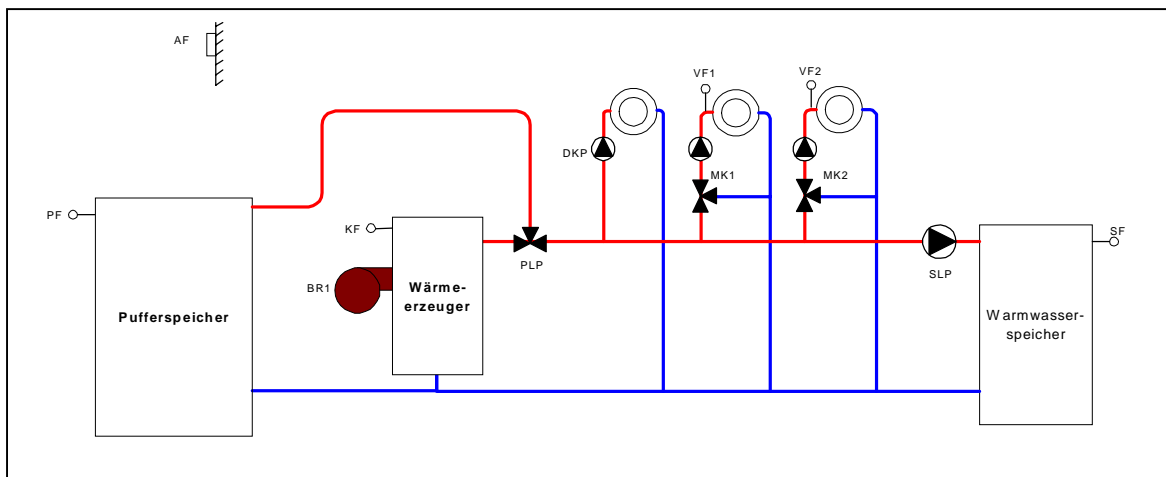 AF
VF1
VF2
DKP
MK1
MK2
PF
KF
PLP
SLP
SF
BR1
Wärme-
erzeuger
Pufferspeicher
Warmwasser-
speicher